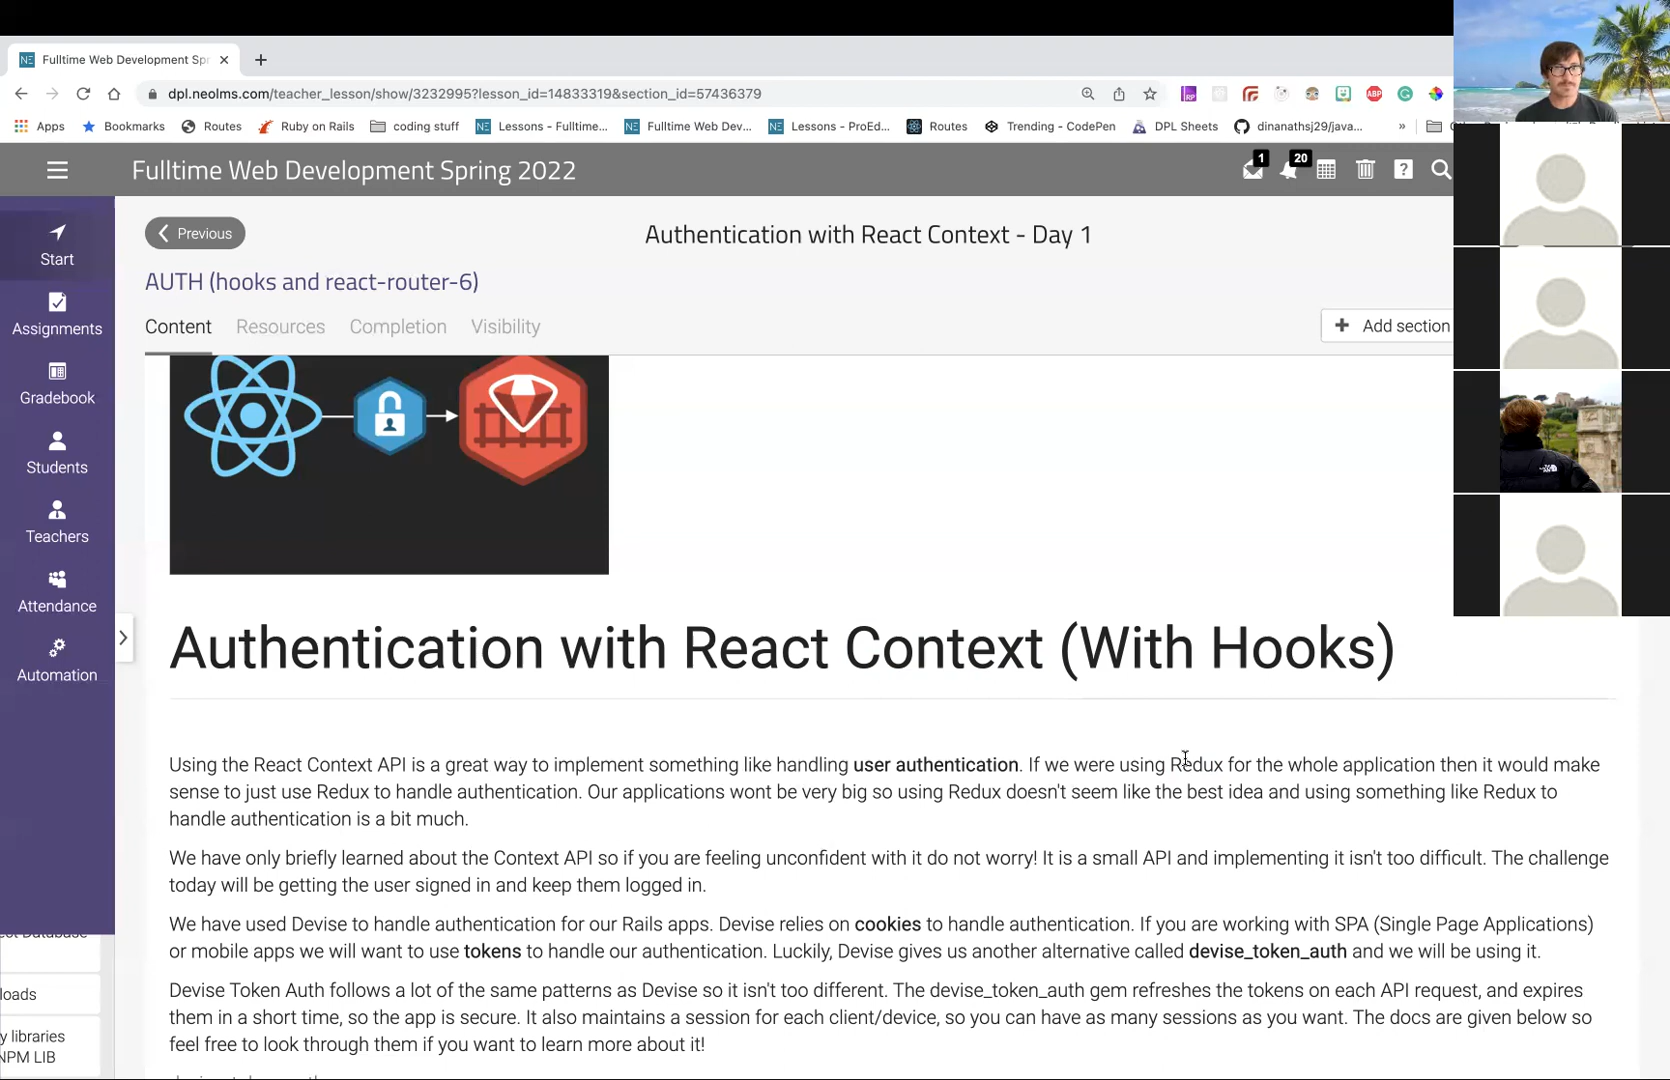 Fulltime Web Development Spr
dpl.neolms.com/teacher_lesson/show/3232995?lesson_id=14833319&section_id=57436379
Apps Bookmarks Routes Ruby on Rails coding stuff Lessons - Fulltime... Fulltime Web Dev... Lessons - ProEd... Routes Trending - CodePen DPL Sheets dinanathsj29/java... »
Fulltime Web Development Spring 2022
1 20
Previous
Authentication with React Context - Day 1
AUTH (hooks and react-router-6)
Content Resources Completion Visibility
+ Add section
Start
Assignments
Gradebook
Students
Teachers
Attendance
Automation
Authentication with React Context (With Hooks)
Using the React Context API is a great way to implement something like handling user authentication. If we were using Redux for the whole application then it would make
sense to just use Redux to handle authentication. Our applications wont be very big so using Redux doesn't seem like the best idea and using something like Redux to
handle authentication is a bit much.
We have only briefly learned about the Context API so if you are feeling unconfident with it do not worry! It is a small API and implementing it isn't too difficult. The challenge
today will be getting the user signed in and keep them logged in.
We have used Devise to handle authentication for our Rails apps. Devise relies on cookies to handle authentication. If you are working with SPA (Single Page Applications)
or mobile apps we will want to use tokens to handle our authentication. Luckily, Devise gives us another alternative called devise_token_auth and we will be using it.
Devise Token Auth follows a lot of the same patterns as Devise so it isn't too different. The devise_token_auth gem refreshes the tokens on each API request, and expires
them in a short time, so the app is secure. It also maintains a session for each client/device, so you can have as many sessions as you want. The docs are given below so
feel free to look through them if you want to learn more about it!
loads
y libraries
NPM LIB